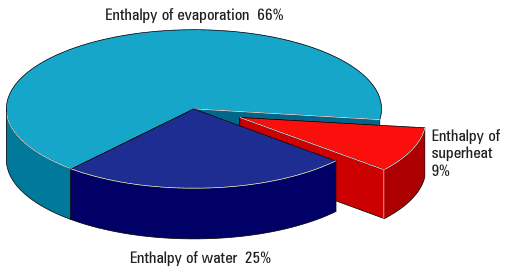 Enthalpy of evaporation 66%
Enthalpy of
superheat
9%
Enthalpy of water 25%